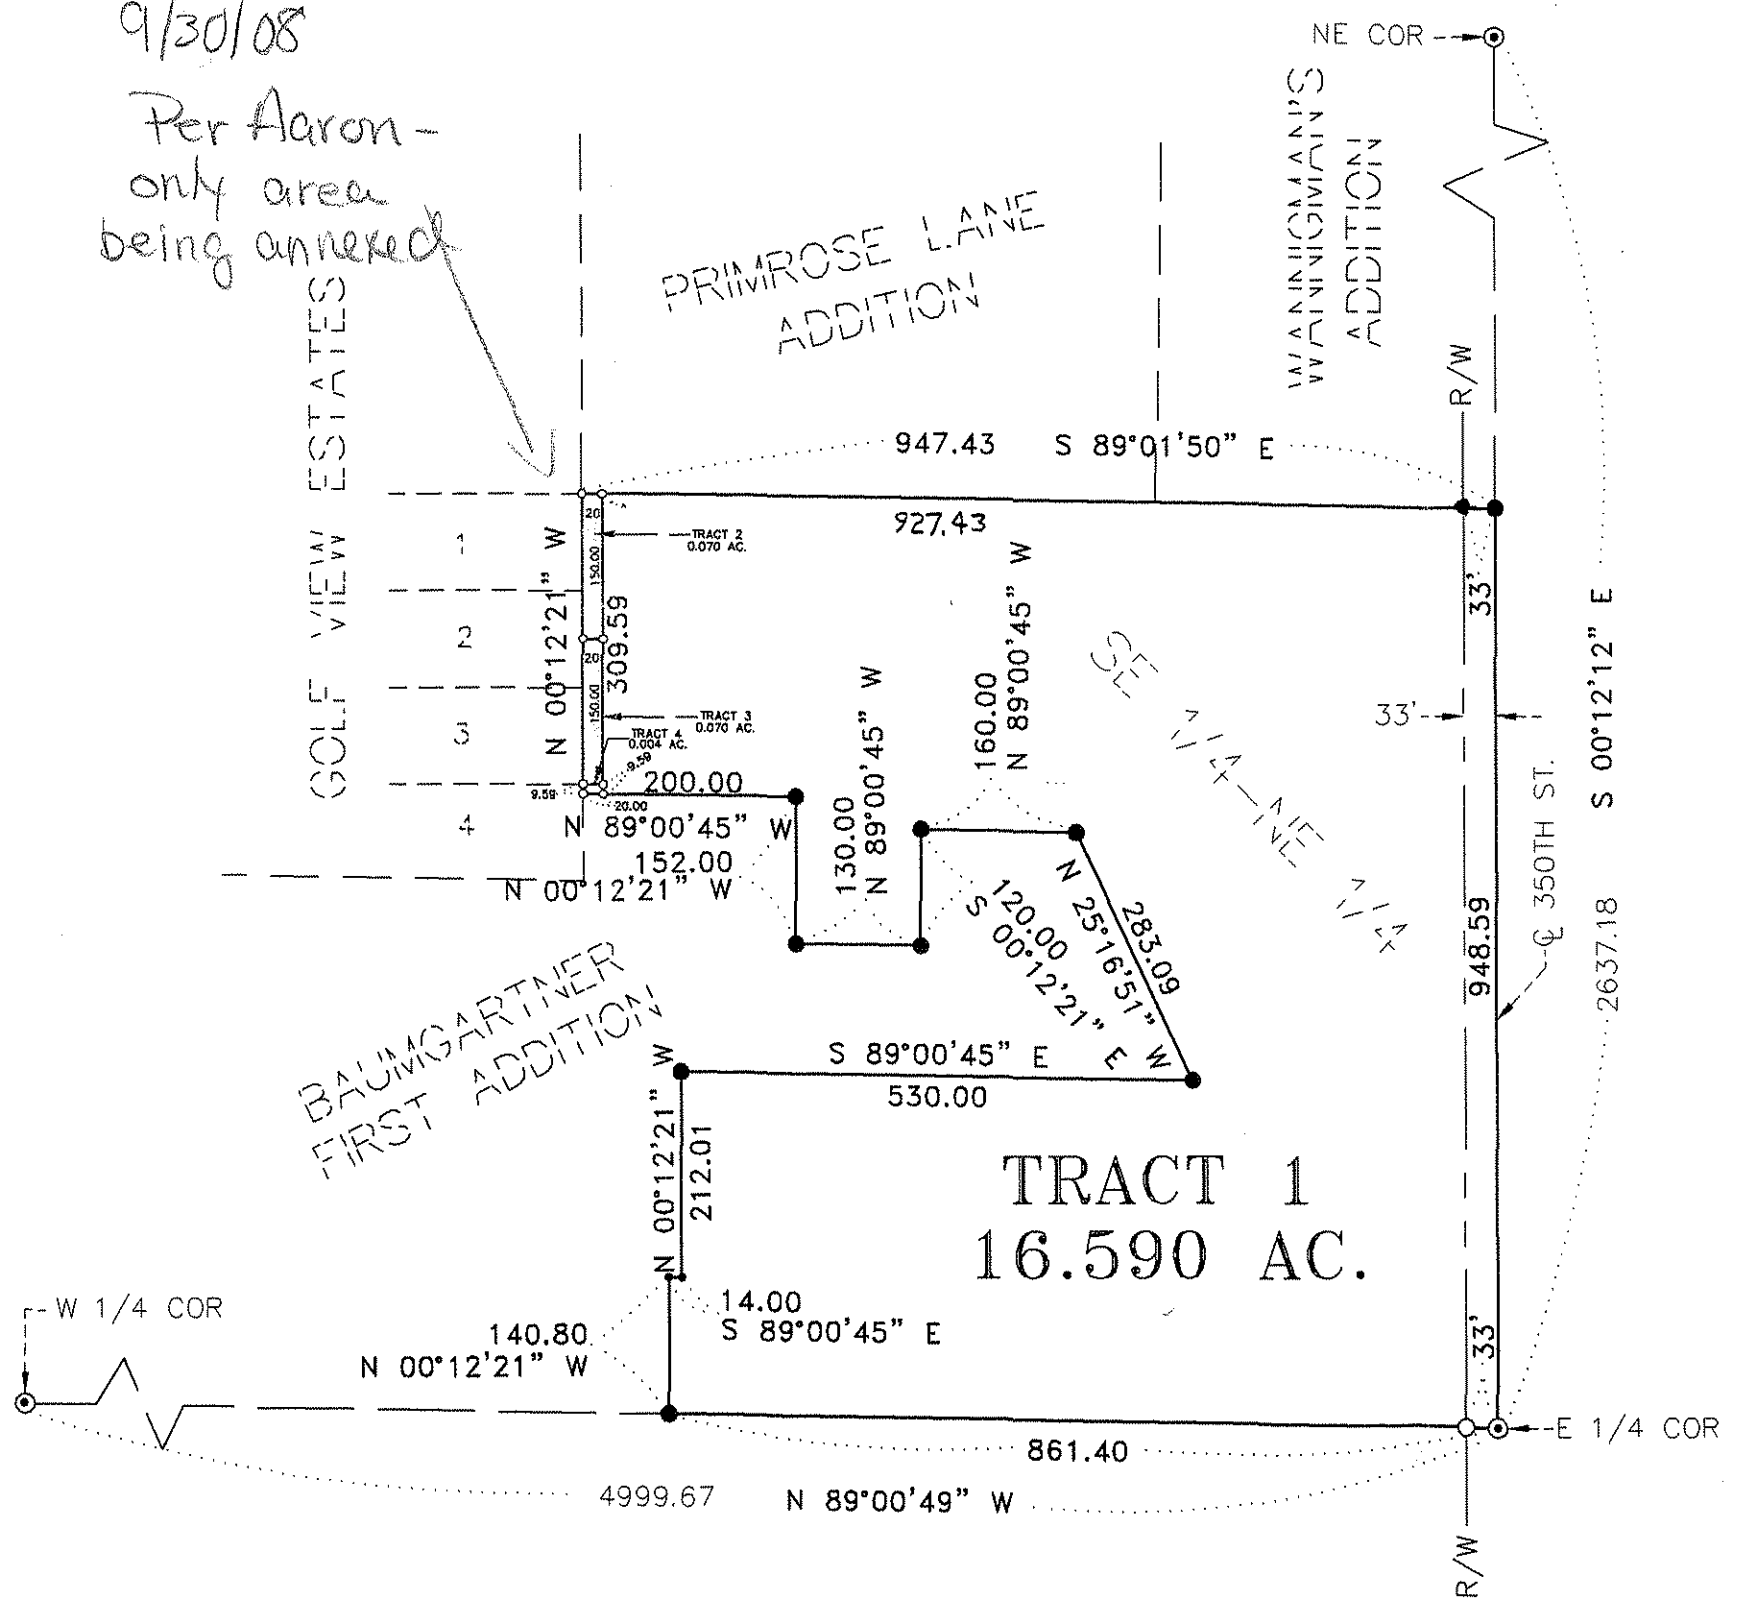 9/30/08
Per Aaron -
only area
being annexed
NE COR
WANNIGMAN'S
ADDITION
PRIMROSE LANE
ADDITION
GOLF VIEW ESTATES
R/W
947.43 S 89°01'50" E
927.43
1
2
3
4
N 00°12'21" W
309.59
20
150.00
TRACT 2
0.070 AC.
20
150.00
TRACT 3
0.070 AC.
TRACT 4
0.004 AC.
9.59
9.59
20.00
200.00
N 89°00'45" W
152.00
N 00°12'21" W
130.00
N 89°00'45" W
160.00
N 89°00'45" W
120.00
S 00°12'21" E
283.09
N 25°16'51" W
SE 1/4-NE 1/4
33'
33'
S 00°12'12" E
2637.18
948.59
℄ 350TH ST.
BAUMGARTNER
FIRST ADDITION
S 89°00'45" E
530.00
N 00°12'21" W
212.01
TRACT 1
16.590 AC.
14.00
S 89°00'45" E
140.80
N 00°12'21" W
W 1/4 COR
33'
E 1/4 COR
861.40
4999.67 N 89°00'49" W
R/W